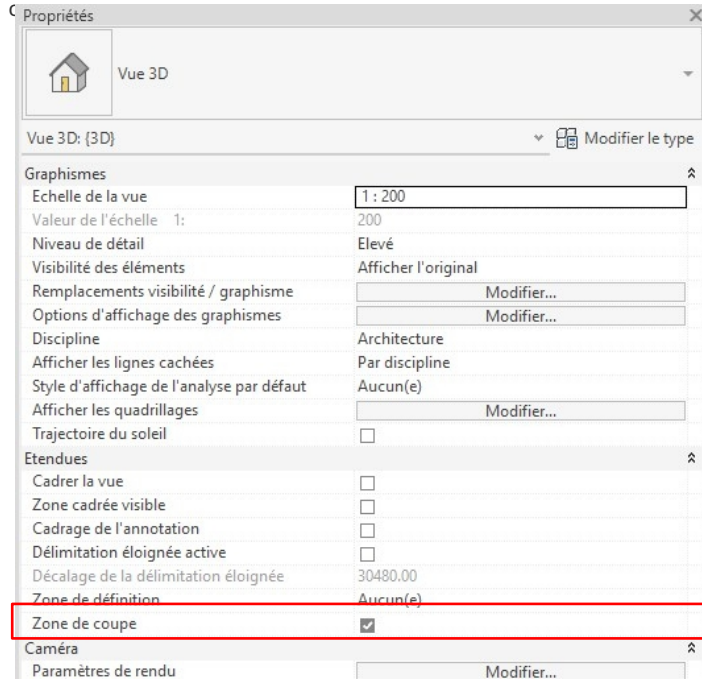 Propriétés
Vue 3D
Vue 3D: {3D}
Modifier le type
Graphismes
Echelle de la vue 1 : 200
Valeur de l'échelle 1: 200
Niveau de détail Elevé
Visibilité des éléments Afficher l'original
Remplacements visibilité / graphisme Modifier...
Options d'affichage des graphismes Modifier...
Discipline Architecture
Afficher les lignes cachées Par discipline
Style d'affichage de l'analyse par défaut Aucun(e)
Afficher les quadrillages Modifier...
Trajectoire du soleil
Etendues
Cadrer la vue
Zone cadrée visible
Cadrage de l'annotation
Délimitation éloignée active
Décalage de la délimitation éloignée 30480.00
Zone de définition Aucun(e)
Zone de coupe
Caméra
Paramètres de rendu Modifier...